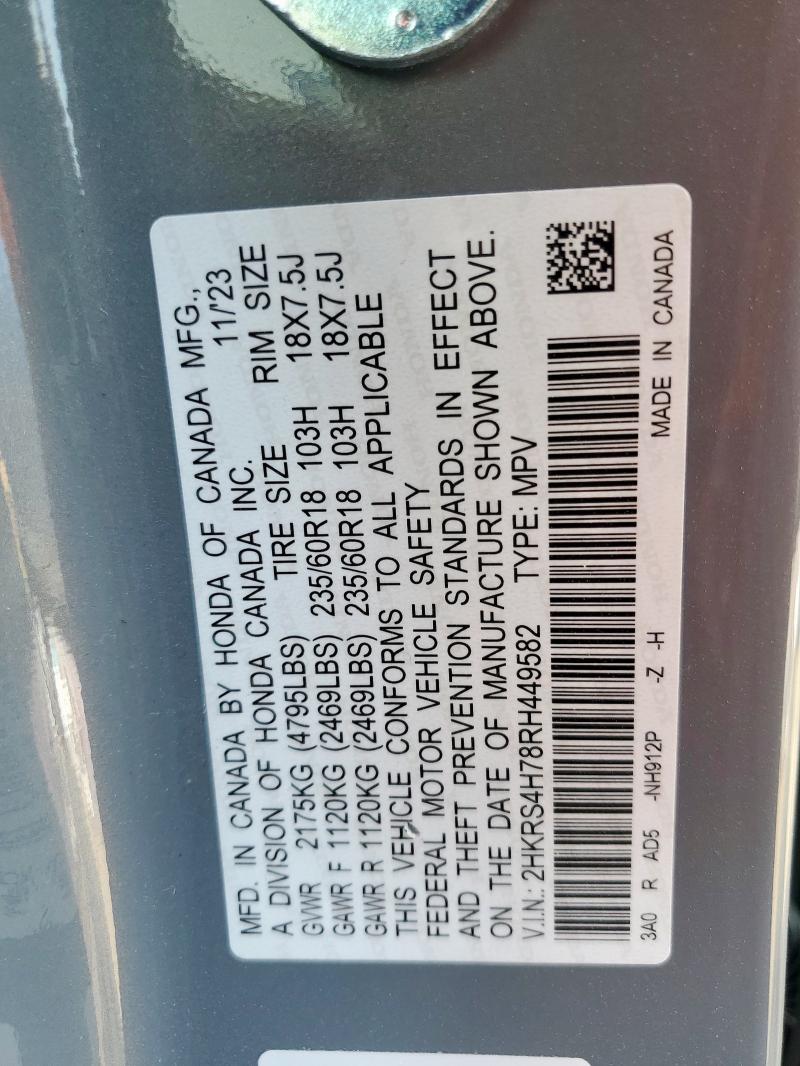 MFD. IN CANADA BY HONDA OF CANADA MFG.,
A DIVISION OF HONDA CANADA INC. 11/'23
GVWR 2175KG (4795LBS) TIRE SIZE RIM SIZE
GAWR F 1120KG (2469LBS) 235/60R18 103H 18X7.5J
GAWR R 1120KG (2469LBS) 235/60R18 103H 18X7.5J
THIS VEHICLE CONFORMS TO ALL APPLICABLE
FEDERAL MOTOR VEHICLE SAFETY
AND THEFT PREVENTION STANDARDS IN EFFECT
ON THE DATE OF MANUFACTURE SHOWN ABOVE.
V.I.N.: 2HKRS4H78RH449582 TYPE: MPV
3A0 R AD5 -NH912P -Z -H MADE IN CANADA